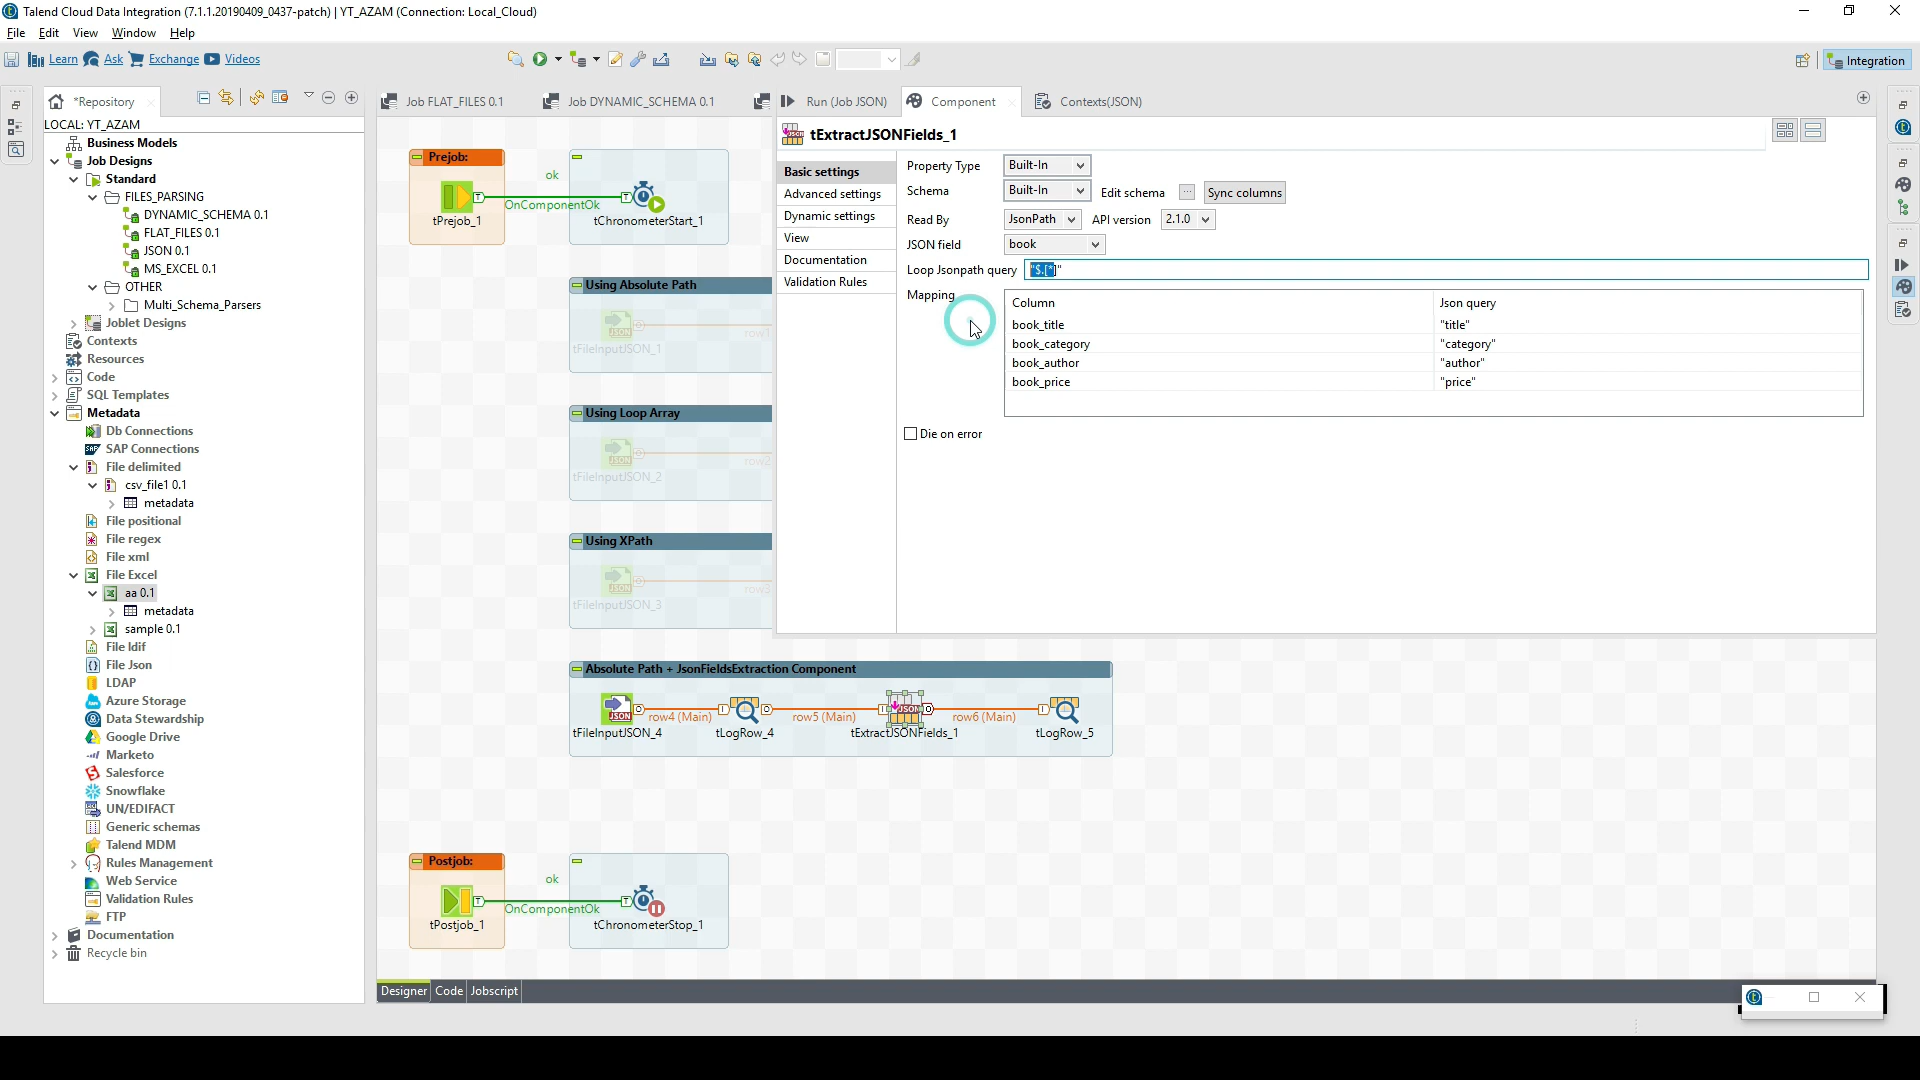 Talend Cloud Data Integration (7.1.1.20190409_0437-patch) | YT_AZAM (Connection: Local_Cloud)
File Edit View Window Help
Learn Ask Exchange Videos
Integration
*Repository
LOCAL: YT_AZAM
Business Models
Job Designs
Standard
FILES_PARSING
DYNAMIC_SCHEMA 0.1
FLAT_FILES 0.1
JSON 0.1
MS_EXCEL 0.1
OTHER
Multi_Schema_Parsers
Joblet Designs
Contexts
Resources
Code
SQL Templates
Metadata
Db Connections
SAP Connections
File delimited
csv_file1 0.1
metadata
File positional
File regex
File xml
File Excel
aa 0.1
metadata
sample 0.1
File ldif
File Json
LDAP
Azure Storage
Data Stewardship
Google Drive
Marketo
Salesforce
Snowflake
UN/EDIFACT
Generic schemas
Talend MDM
Rules Management
Web Service
Validation Rules
FTP
Documentation
Recycle bin
Job FLAT_FILES 0.1
Job DYNAMIC_SCHEMA 0.1
Run (Job JSON)
Component
Contexts(JSON)
Prejob:
tPrejob_1
ok
OnComponentOk
tChronometerStart_1
Using Absolute Path
row1
tFileInputJSON_1
Using Loop Array
row2
tFileInputJSON_2
Using XPath
row3
tFileInputJSON_3
tExtractJSONFields_1
Basic settings
Advanced settings
Dynamic settings
View
Documentation
Validation Rules
Property Type Built-In
Schema Built-In Edit schema ... Sync columns
Read By JsonPath API version 2.1.0
JSON field book
Loop Jsonpath query "$.[*]"
Mapping
Column Json query
book_title "title"
book_category "category"
book_author "author"
book_price "price"
Die on error
Absolute Path + JsonFieldsExtraction Component
row4 (Main) row5 (Main) row6 (Main)
tFileInputJSON_4 tLogRow_4 tExtractJSONFields_1 tLogRow_5
Postjob:
tPostjob_1
ok
OnComponentOk
tChronometerStop_1
Designer Code Jobscript